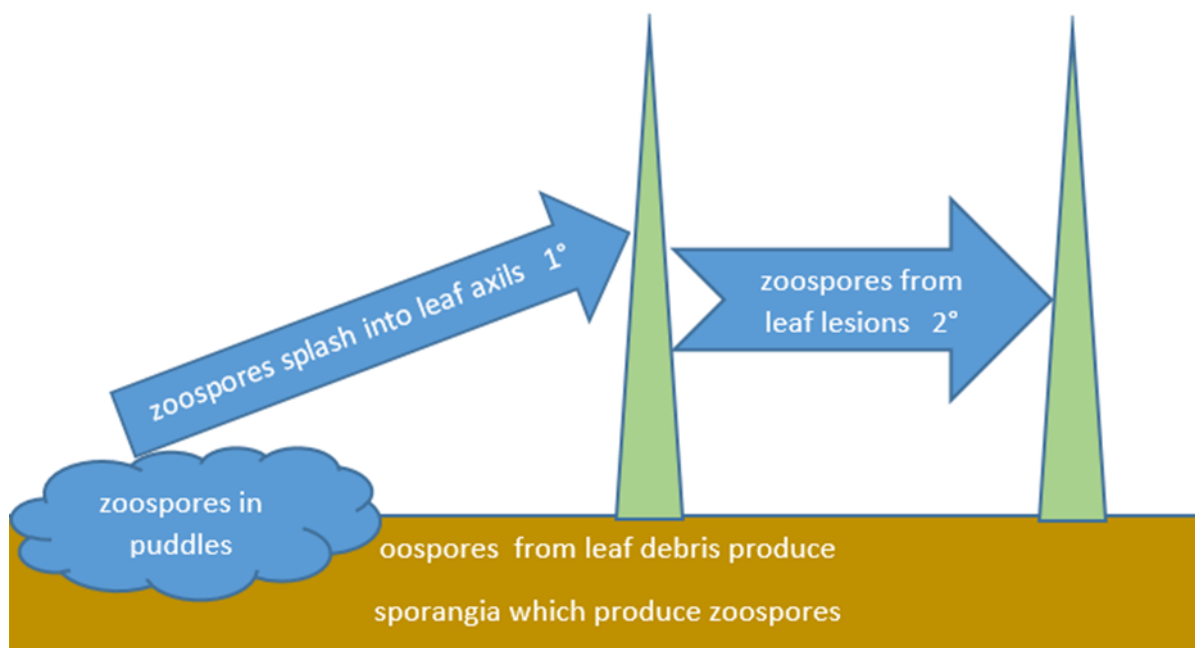 zoospores splash into leaf axils 1°
zoospores from
leaf lesions 2°
zoospores in
puddles
oospores from leaf debris produce
sporangia which produce zoospores